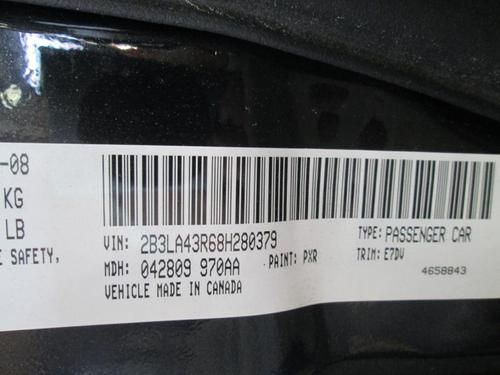 -08
KG
LB
E SAFETY,
VIN: 2B3LA43R68H280379
TYPE: PASSENGER CAR
MDH: 042809 970AA
PAINT: PXR
TRIM: E7DV
VEHICLE MADE IN CANADA
4658843